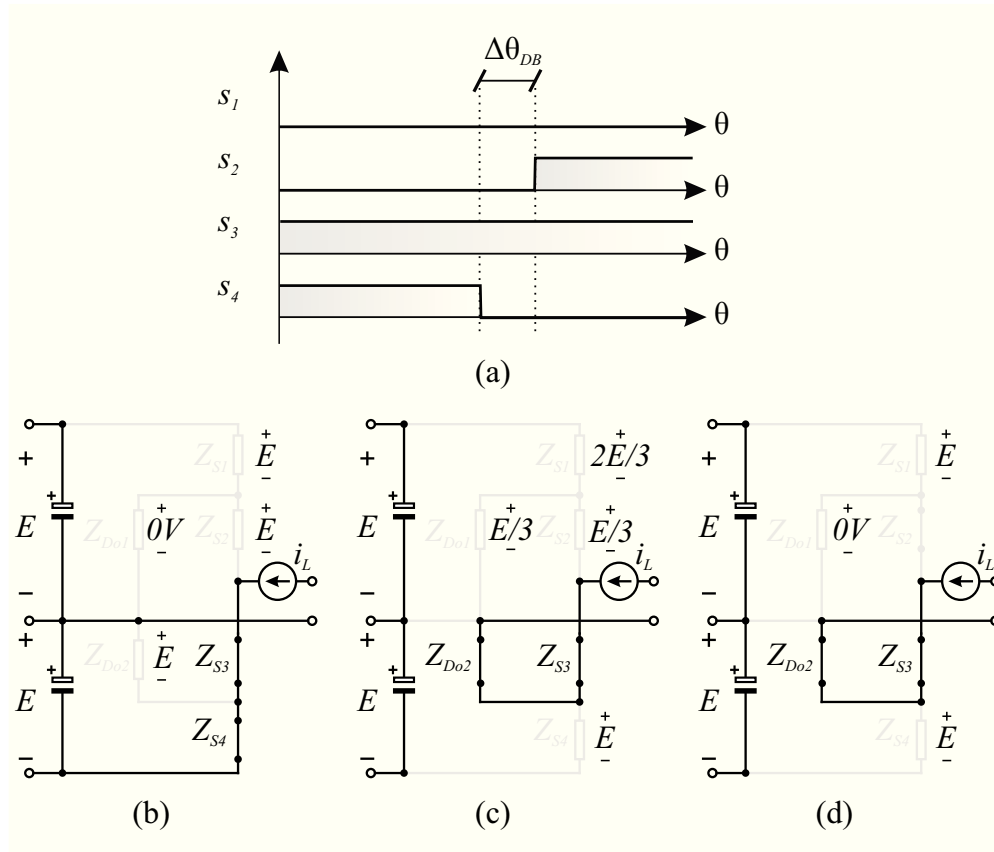 Δθ_DB
s_1
θ
s_2
θ
s_3
θ
s_4
θ
(a)
+ E −
+ E −
Z_S1 + E −
Z_Do1 + 0V − Z_S2 + E −
i_L
Z_Do2 + E − Z_S3
Z_S4
(b)
+ E −
+ E −
Z_S1 + 2E/3 −
Z_Do1 + E/3 − Z_S2 + E/3 −
i_L
Z_Do2 Z_S3
Z_S4 + E −
(c)
+ E −
+ E −
Z_S1 + E −
Z_Do1 + 0V − Z_S2
i_L
Z_Do2 Z_S3
Z_S4 + E −
(d)